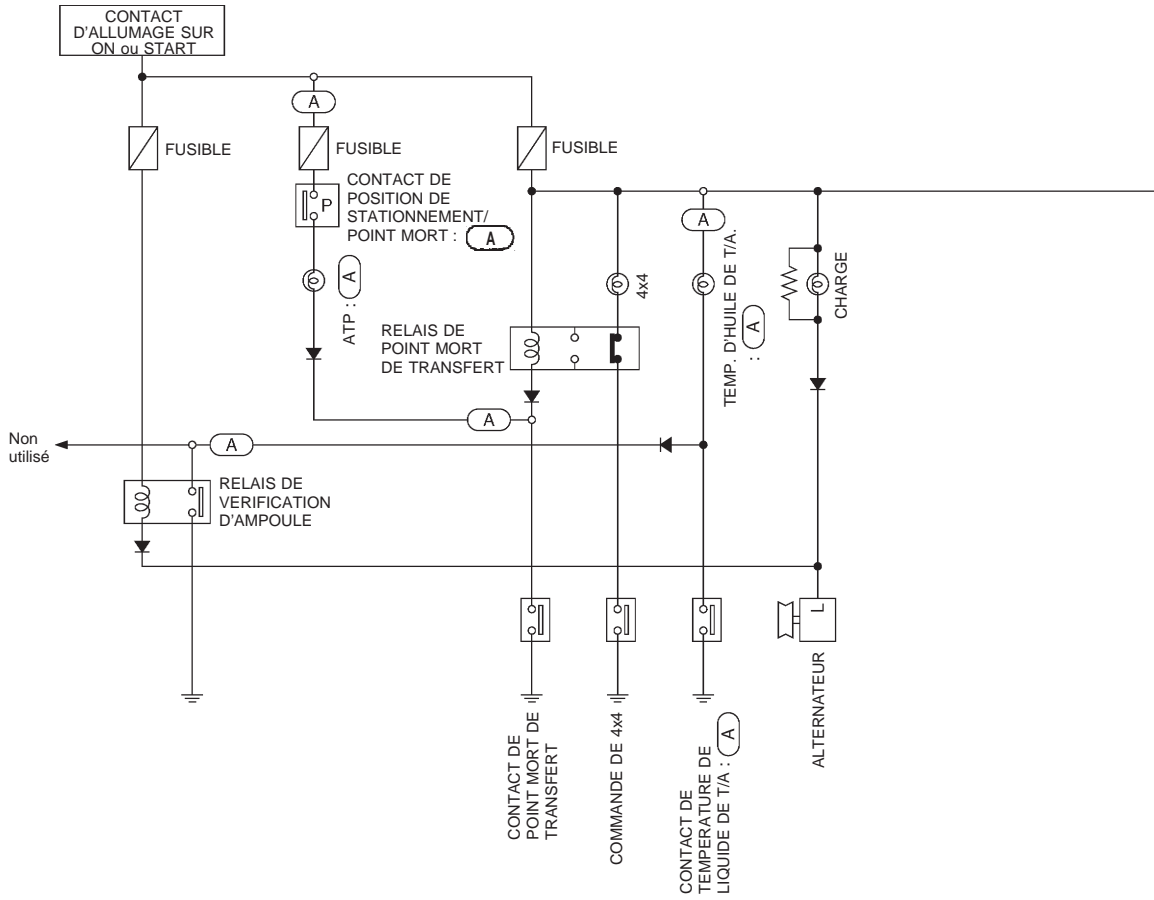 CONTACT
D'ALLUMAGE SUR
ON ou START
A
FUSIBLE
FUSIBLE
FUSIBLE
CONTACT DE
POSITION DE
STATIONNEMENT/
POINT MORT : A
P
A
ATP : A
4x4
TEMP. D'HUILE DE T/A.
: A
CHARGE
RELAIS DE
POINT MORT
DE TRANSFERT
A
Non
utilisé
A
RELAIS DE
VERIFICATION
D'AMPOULE
L
CONTACT DE
POINT MORT DE
TRANSFERT
COMMANDE DE 4x4
CONTACT DE
TEMPERATURE DE
LIQUIDE DE T/A : A
ALTERNATEUR